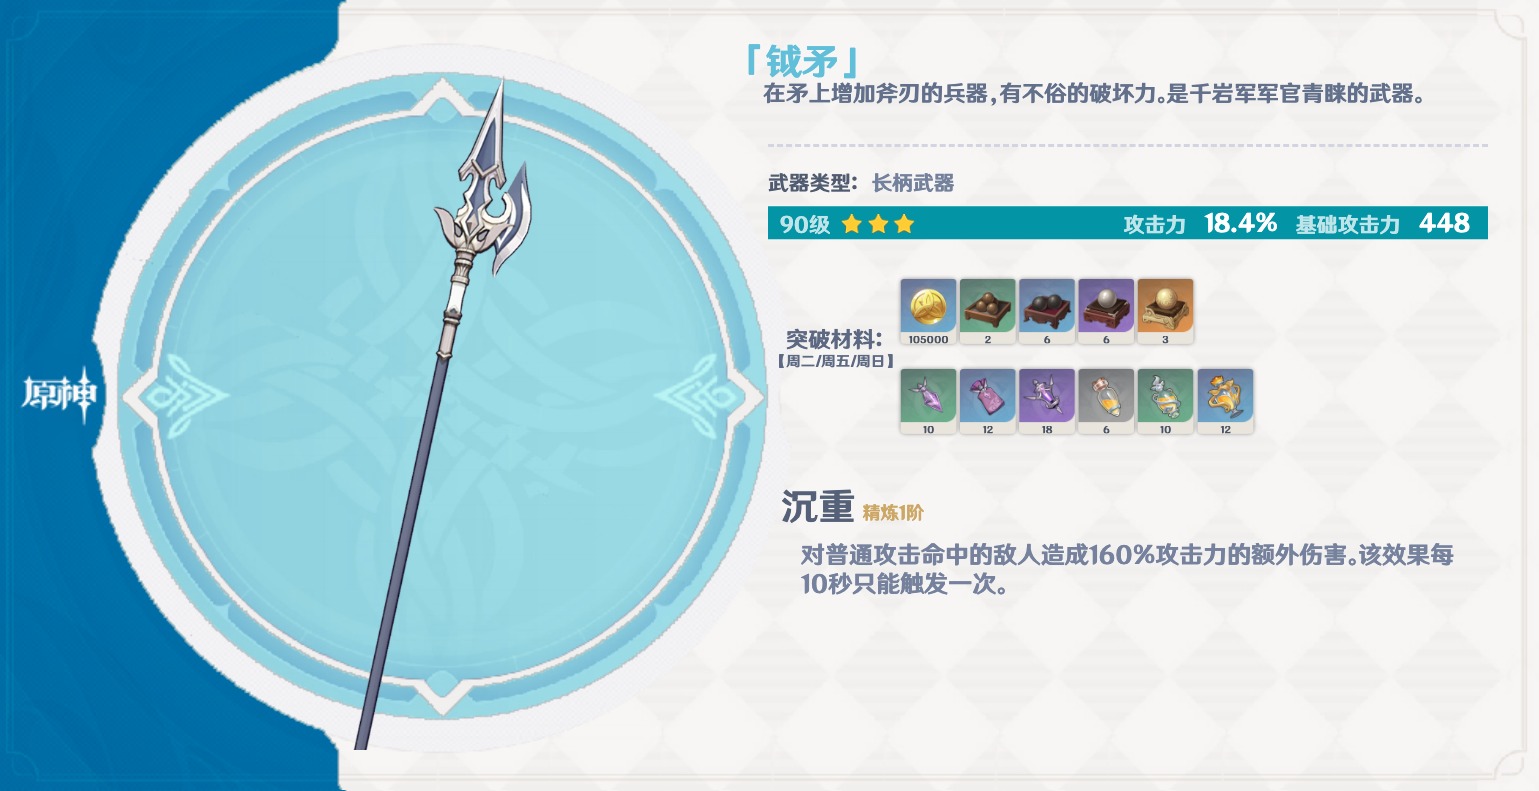 「钺矛」
在矛上增加斧刃的兵器,有不俗的破坏力。是千岩军军官青睐的武器。
武器类型: 长柄武器
90级 攻击力 18.4% 基础攻击力 448
突破材料:
【周二/周五/周日】
105000 2 6 6 3
10 12 18 6 10 12
原神
沉重 精炼1阶
对普通攻击命中的敌人造成160%攻击力的额外伤害。该效果每
10秒只能触发一次。